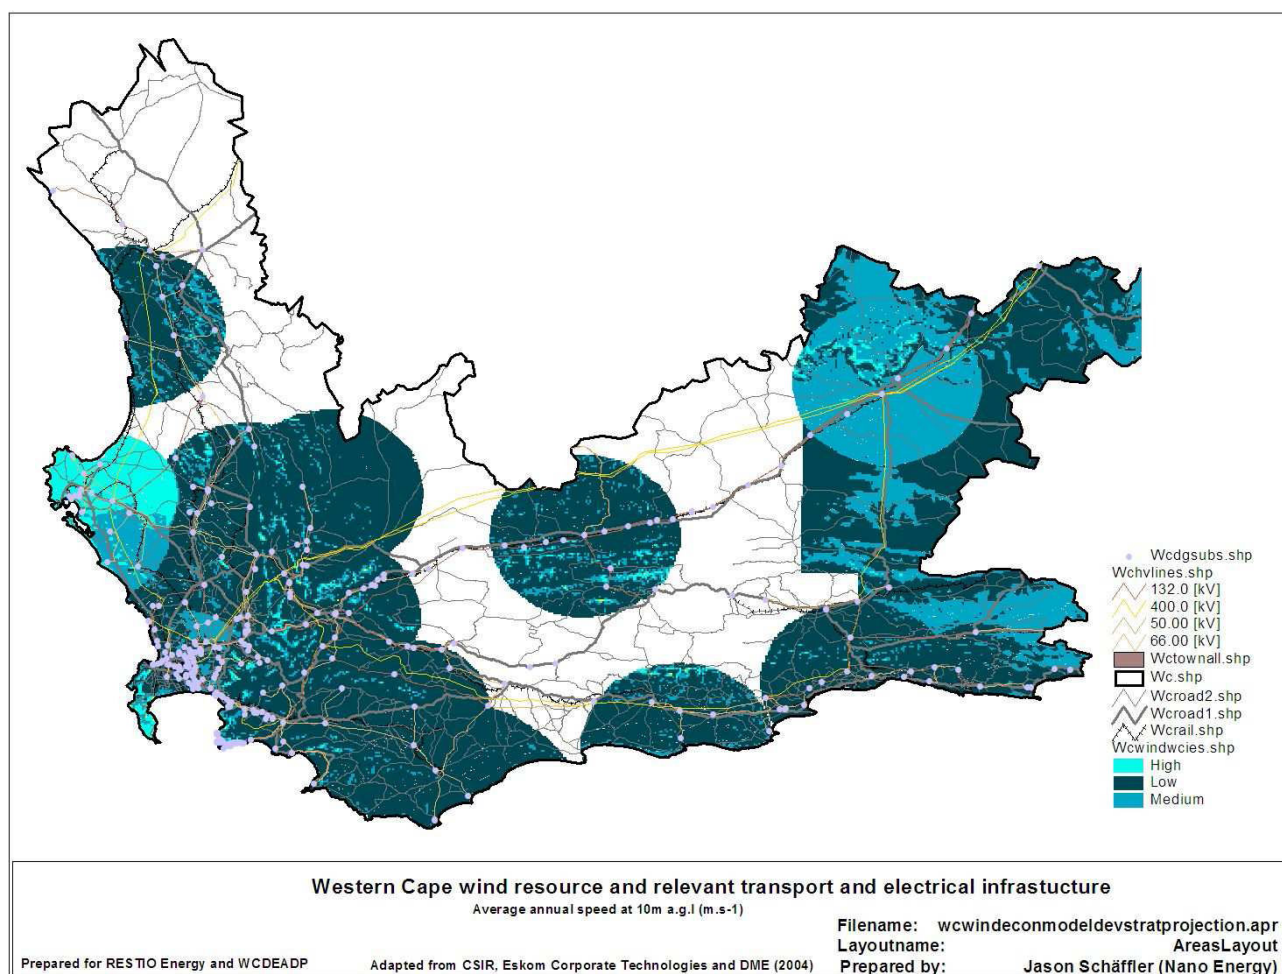 Wcdgsubs.shp
Wchvlines.shp
132.0 [kV]
400.0 [kV]
50.00 [kV]
66.00 [kV]
Wctownall.shp
Wc.shp
Wcroad2.shp
Wcroad1.shp
Wcrail.shp
Wcwindwcies.shp
High
Low
Medium
Western Cape wind resource and relevant transport and electrical infrastucture
Average annual speed at 10m a.g.l (m.s-1)
Filename: wcwindeconmodeldevstratprojection.apr
Layoutname: AreasLayout
Prepared for RESTIO Energy and WCDEADP Adapted from CSIR, Eskom Corporate Technologies and DME (2004) Prepared by: Jason Schäffler (Nano Energy)